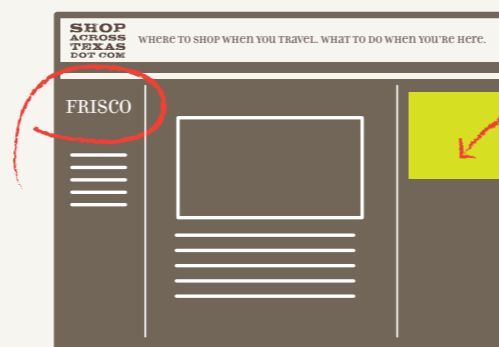 SHOP
ACROSS
TEXAS
DOT COM
WHERE TO SHOP WHEN YOU TRAVEL. WHAT TO DO WHEN YOU'RE HERE.
FRISCO